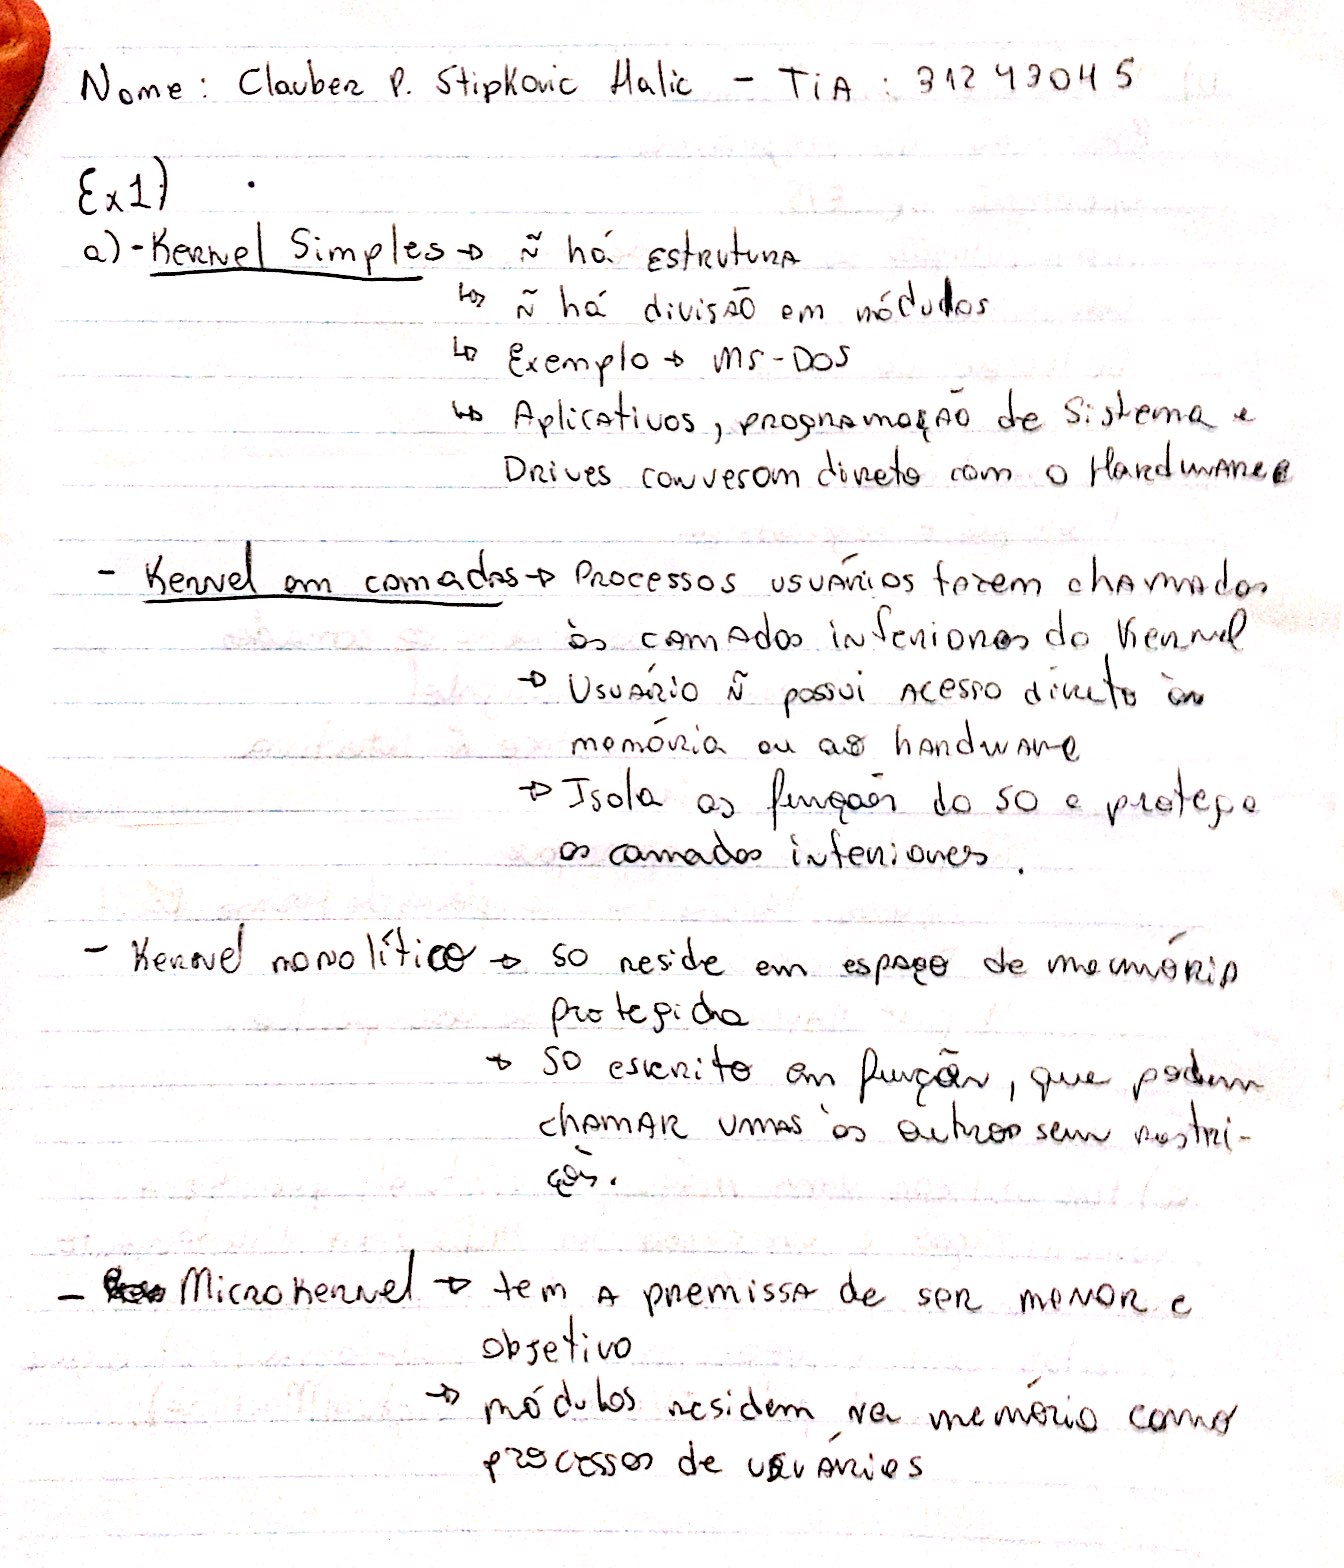 Nome: Clauber P. Stipkovic Halic - TiA: 31243045
Ex1)
a) - Kernel Simples → ñ há estrutura
↳ ñ há divisão em módulos
↳ Exemplo → MS-DOS
↳ Aplicativos, programação de Sistema e
Drives conversam direto com o Hardware
- Kernel em camadas → Processos usuários fazem chamadas
às camadas inferiores do Kernel
→ Usuário ñ possui acesso direto à
memória ou ao hardware
→ Isola as funções do SO e protege
as camadas inferiores.
- Kernel monolítico → SO reside em espaço de memória
protegida
→ SO escrito em funções, que podem
chamar umas às outras sem restri-
ções.
- Microkernel → tem a premissa de ser menor e
objetivo
→ módulos residem na memória como
processos de usuários